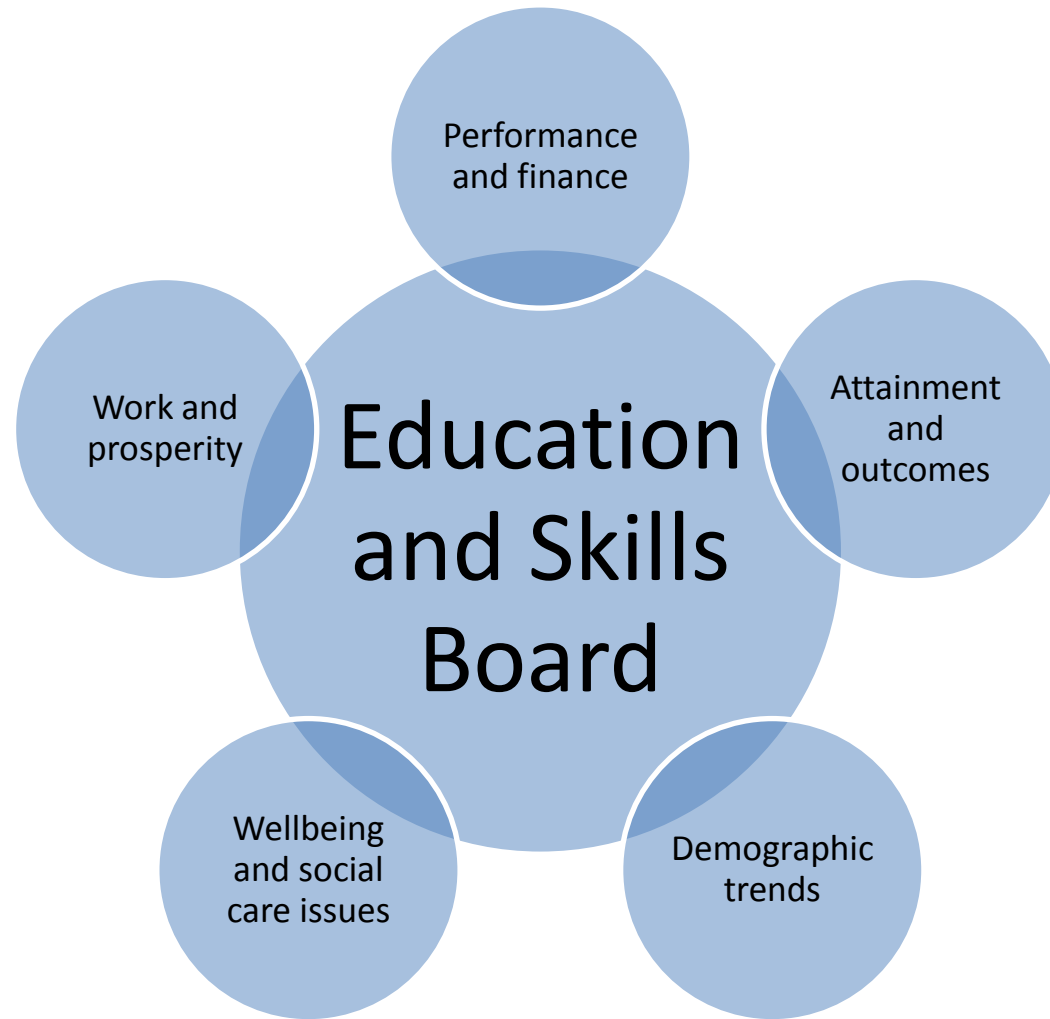 Performance
and finance
Attainment
and
outcomes
Work and
prosperity
Education
and Skills
Board
Wellbeing
and social
care issues
Demographic
trends